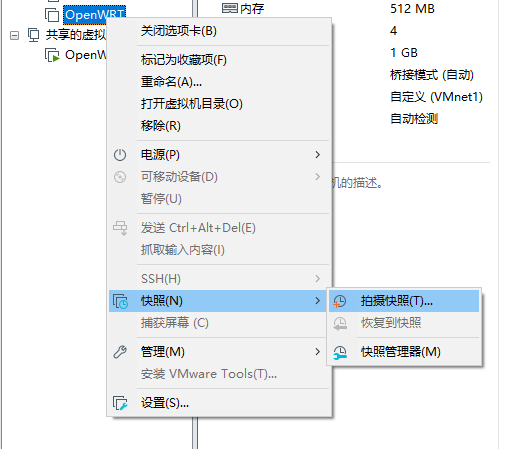 OpenWRT
共享的虚拟
OpenW
关闭选项卡(B)
标记为收藏项(F)
重命名(A)...
打开虚拟机目录(O)
移除(R)
电源(P)
可移动设备(D)
暂停(U)
发送 Ctrl+Alt+Del(E)
抓取输入内容(I)
SSH(H)
快照(N)
捕获屏幕 (C)
管理(M)
安装 VMware Tools(T)...
设置(S)...
拍摄快照(T)...
恢复到快照
快照管理器(M)
内存 512 MB
4
1 GB
桥接模式 (自动)
自定义 (VMnet1)
自动检测
机的描述。